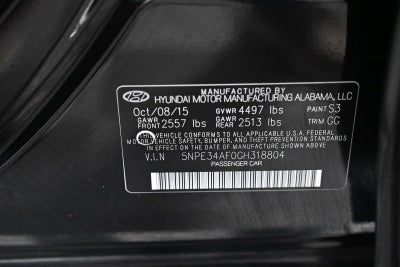 MANUFACTURED BY
HYUNDAI MOTOR MANUFACTURING ALABAMA, LLC
Oct/08/15 GVWR 4497 lbs PAINT S3
GAWR FRONT 2557 lbs GAWR REAR 2513 lbs TRIM GG
THIS VEHICLE CONFORMS TO ALL APPLICABLE FEDERAL
MOTOR VEHICLE SAFETY, BUMPER, AND THEFT PREVENTION STANDARDS
IN EFFECT ON THE DATE OF MANUFACTURE SHOWN ABOVE.
V.I.N 5NPE34AF0GH318804
PASSENGER CAR